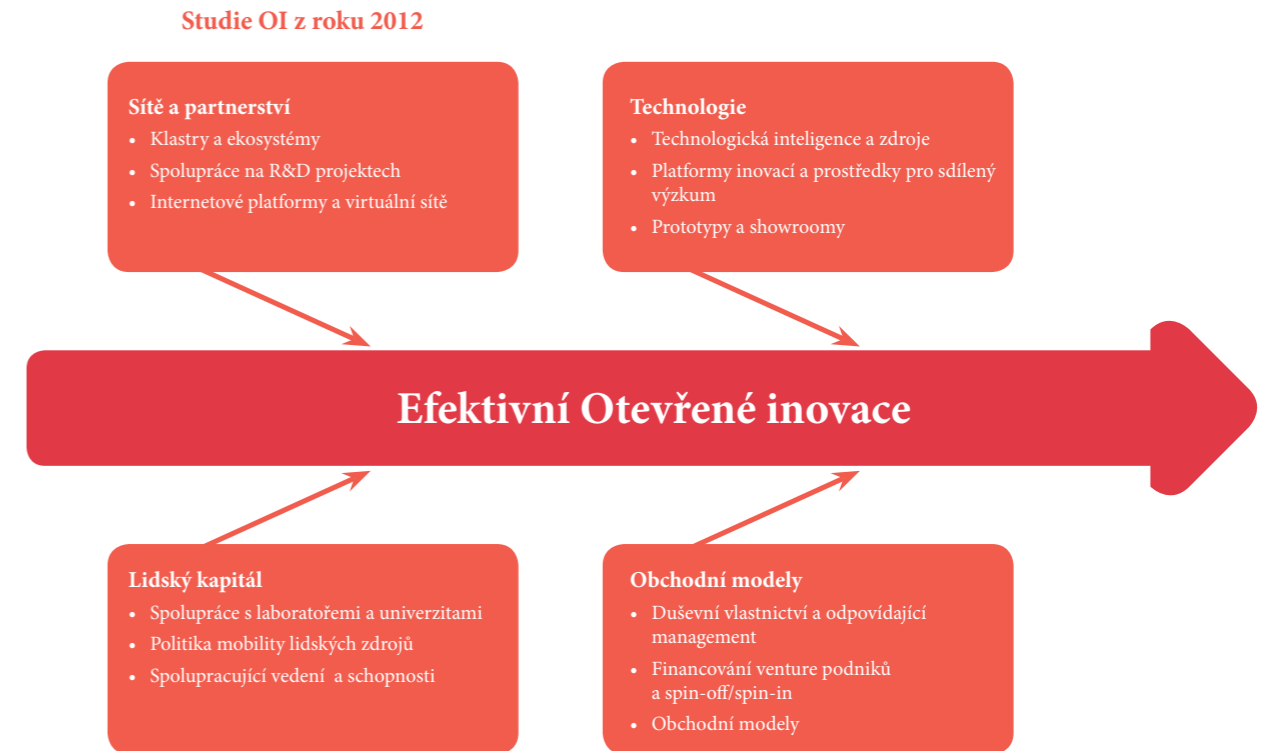 Studie OI z roku 2012
Sítě a partnerství
• Klastry a ekosystémy
• Spolupráce na R&D projektech
• Internetové platformy a virtuální sítě
Technologie
• Technologická inteligence a zdroje
• Platformy inovací a prostředky pro sdílený
výzkum
• Prototypy a showroomy
Efektivní Otevřené inovace
Lidský kapitál
• Spolupráce s laboratořemi a univerzitami
• Politika mobility lidských zdrojů
• Spolupracující vedení  a schopnosti
Obchodní modely
• Duševní vlastnictví a odpovídající
management
• Financování venture podniků
a spin-off/spin-in
• Obchodní modely